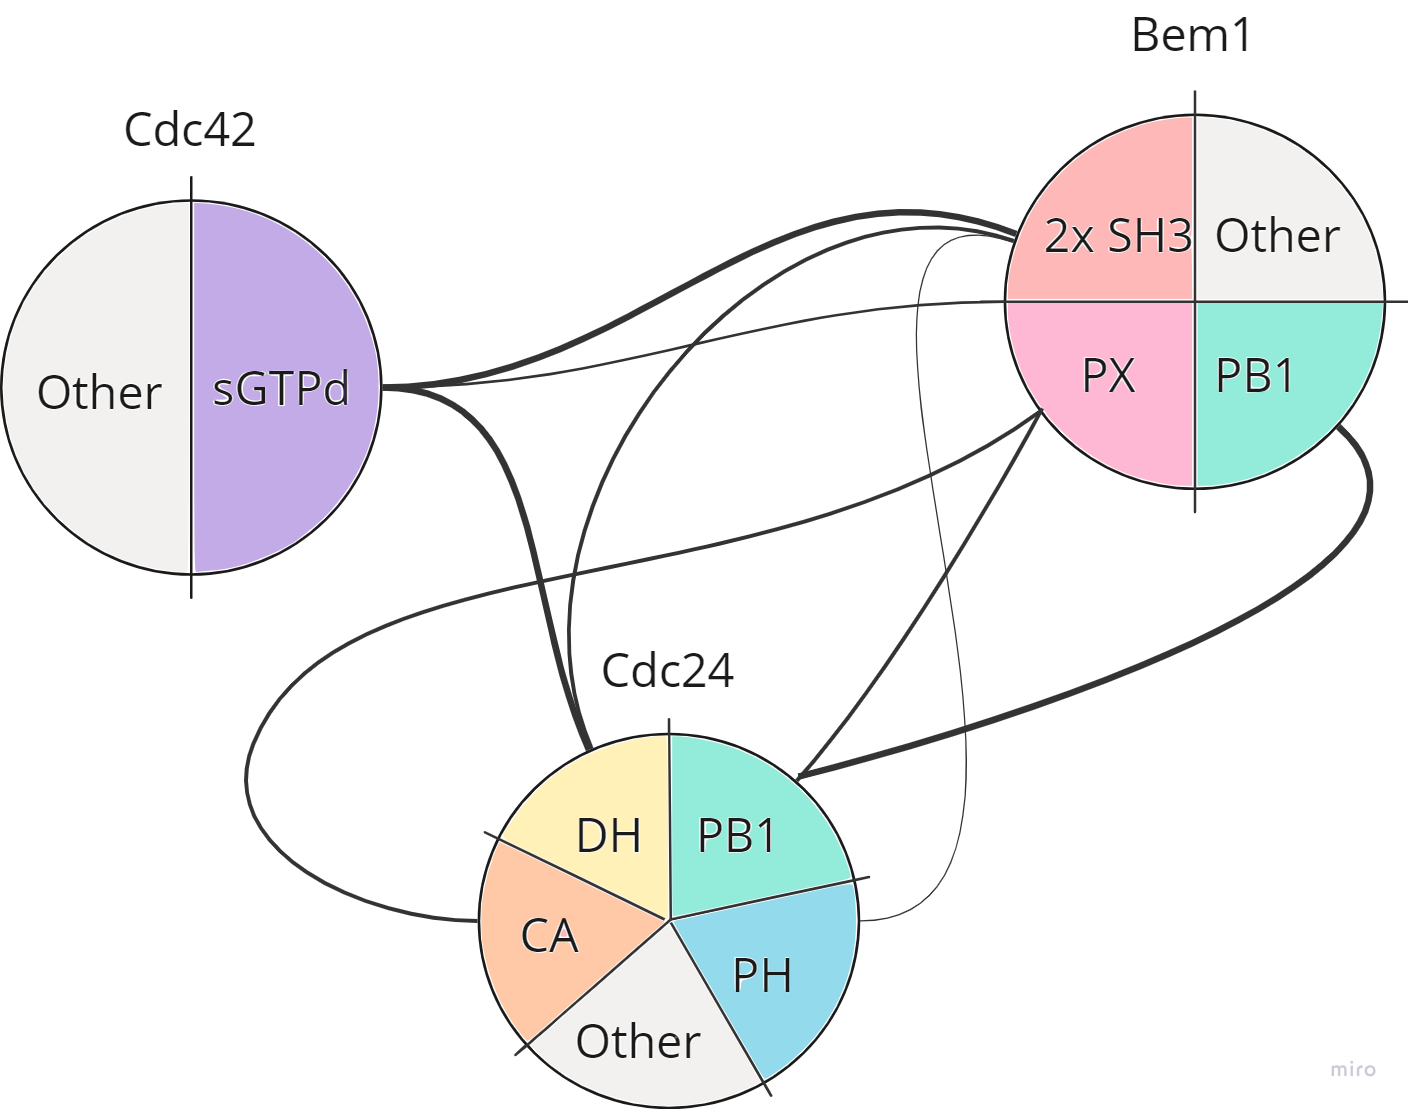 Bem1
Cdc42
2x SH3
Other
Other
sGTPd
PX
PB1
Cdc24
DH
PB1
CA
PH
Other
miro